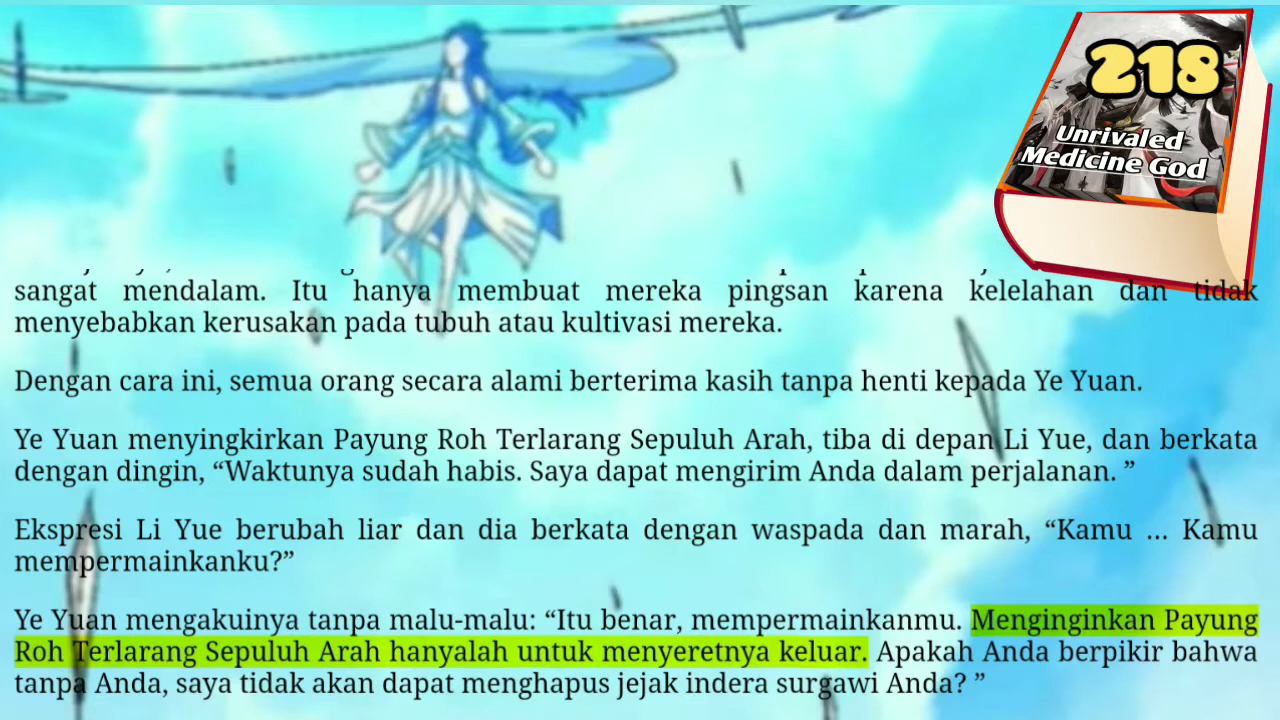 218
Unrivaled
Medicine God
sangat mendalam. Itu hanya membuat mereka pingsan karena kelelahan dan tidak
menyebabkan kerusakan pada tubuh atau kultivasi mereka.
Dengan cara ini, semua orang secara alami berterima kasih tanpa henti kepada Ye Yuan.
Ye Yuan menyingkirkan Payung Roh Terlarang Sepuluh Arah, tiba di depan Li Yue, dan berkata
dengan dingin, “Waktunya sudah habis. Saya dapat mengirim Anda dalam perjalanan. ”
Ekspresi Li Yue berubah liar dan dia berkata dengan waspada dan marah, “Kamu ... Kamu
mempermainkanku?”
Ye Yuan mengakuinya tanpa malu-malu: “Itu benar, mempermainkanmu. Menginginkan Payung
Roh Terlarang Sepuluh Arah hanyalah untuk menyeretnya keluar. Apakah Anda berpikir bahwa
tanpa Anda, saya tidak akan dapat menghapus jejak indera surgawi Anda? ”